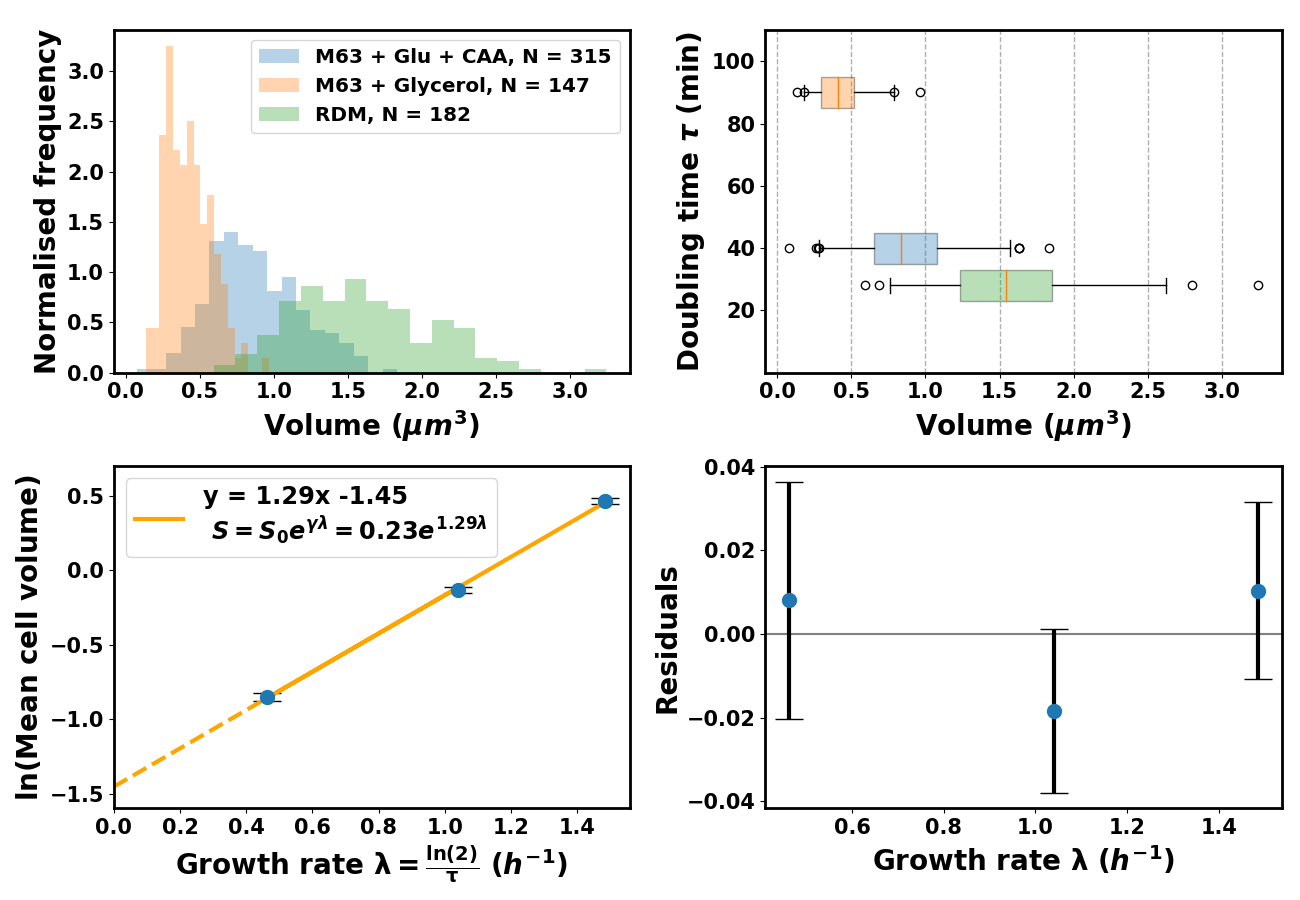 Normalised frequency
3.0
2.5
2.0
1.5
1.0
0.5
0.0
M63 + Glu + CAA, N = 315
M63 + Glycerol, N = 147
RDM, N = 182
0.0 0.5 1.0 1.5 2.0 2.5 3.0
Volume (μm³)
Doubling time τ (min)
100
80
60
40
20
0.0 0.5 1.0 1.5 2.0 2.5 3.0
Volume (μm³)
ln(Mean cell volume)
0.5
0.0
−0.5
−1.0
−1.5
y = 1.29x -1.45
S = S₀e^{γλ} = 0.23e^{1.29λ}
0.0 0.2 0.4 0.6 0.8 1.0 1.2 1.4
Growth rate λ = ln(2)/τ (h⁻¹)
Residuals
0.04
0.02
0.00
−0.02
−0.04
0.6 0.8 1.0 1.2 1.4
Growth rate λ (h⁻¹)